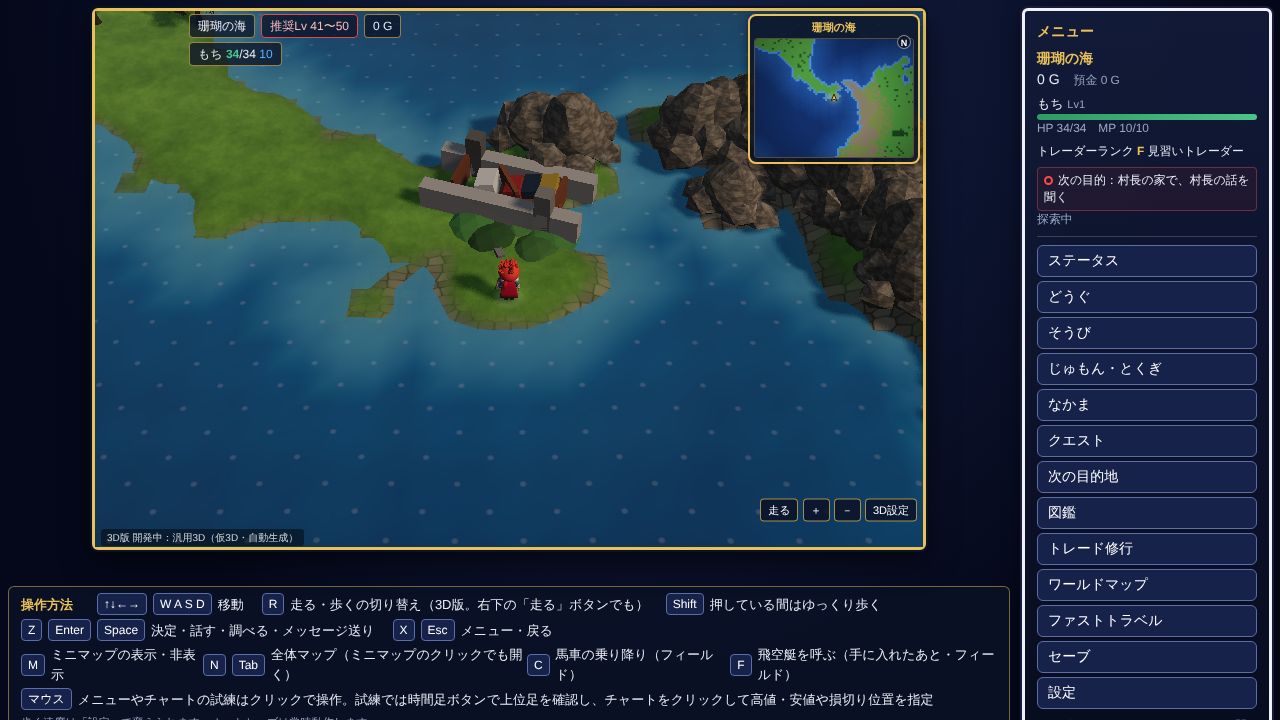 珊瑚の海 推奨Lv 41〜50 0 G
もち 34/34 10
珊瑚の海
N
走る ＋ － 3D設定
3D版 開発中：汎用3D（仮3D・自動生成）
操作方法 ↑↓←→ W A S D 移動 R 走る・歩くの切り替え（3D版。右下の「走る」ボタンでも） Shift 押している間はゆっくり歩く
Z Enter Space 決定・話す・調べる・メッセージ送り X Esc メニュー・戻る
M ミニマップの表示・非表示 N Tab 全体マップ（ミニマップのクリックでも開く） C 馬車の乗り降り（フィールド） F 飛空艇を呼ぶ（手に入れたあと・フィールド）
マウス メニューやチャートの試練はクリックで操作。試練では時間足ボタンで上位足を確認し、チャートをクリックして高値・安値や損切り位置を指定
メニュー
珊瑚の海
0 G 預金 0 G
もち Lv1
HP 34/34 MP 10/10
トレーダーランク F 見習いトレーダー
次の目的：村長の家で、村長の話を
聞く
探索中
ステータス
どうぐ
そうび
じゅもん・とくぎ
なかま
クエスト
次の目的地
図鑑
トレード修行
ワールドマップ
ファストトラベル
セーブ
設定